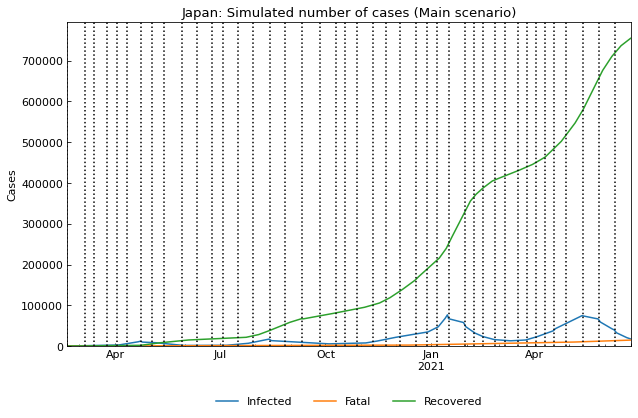 Japan: Simulated number of cases (Main scenario)
700000
600000
500000
400000
300000
200000
100000
0
Cases
Apr Jul Oct Jan Apr
2021
Infected Fatal Recovered